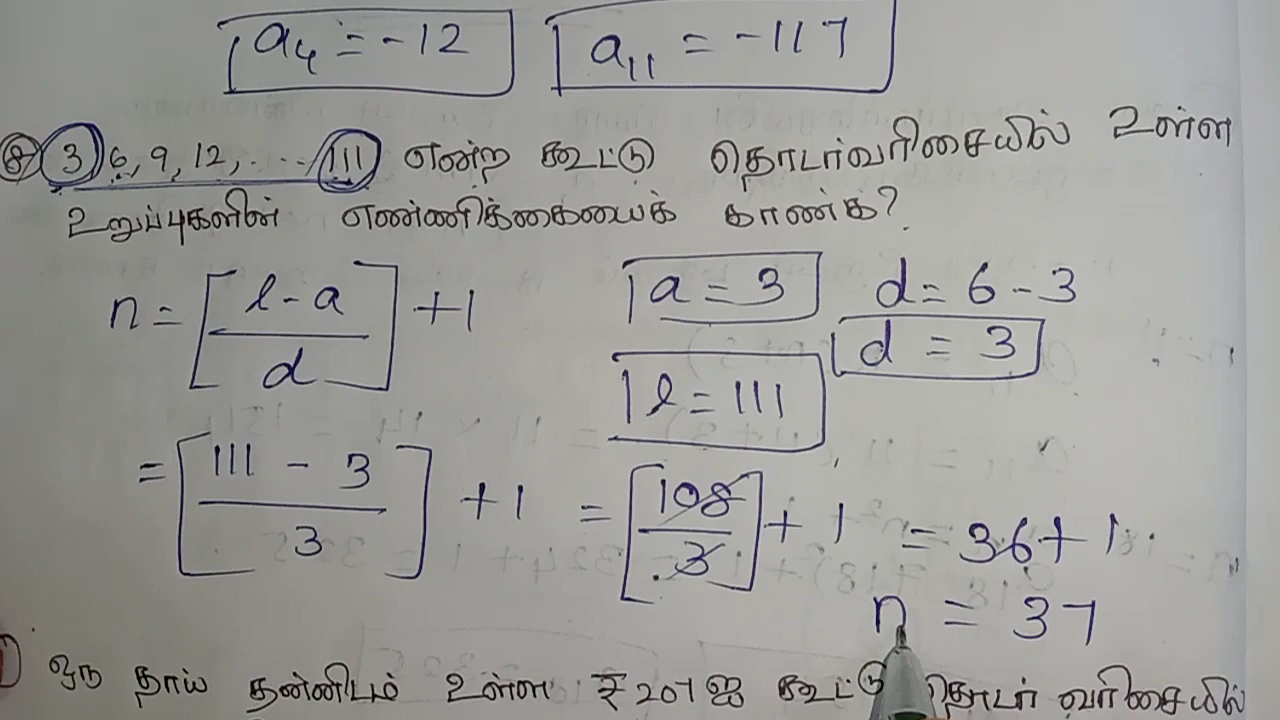 a₄ = -12 a₁₁ = -117
8) 3, 6, 9, 12, .... 111 என்ற கூட்டு தொடர்வரிசையில் உள்ள
உறுப்புகளின் எண்ணிக்கையைக் காண்க?
n = [l - a / d] + 1 a = 3 d = 6 - 3
d = 3
l = 111
= [111 - 3 / 3] + 1 = [108 / 3] + 1 = 36 + 1
n = 37
ஒரு தாய் தன்னிடம் உள்ள ₹207 ஐ கூட்டு தொடர் வரிசையில்